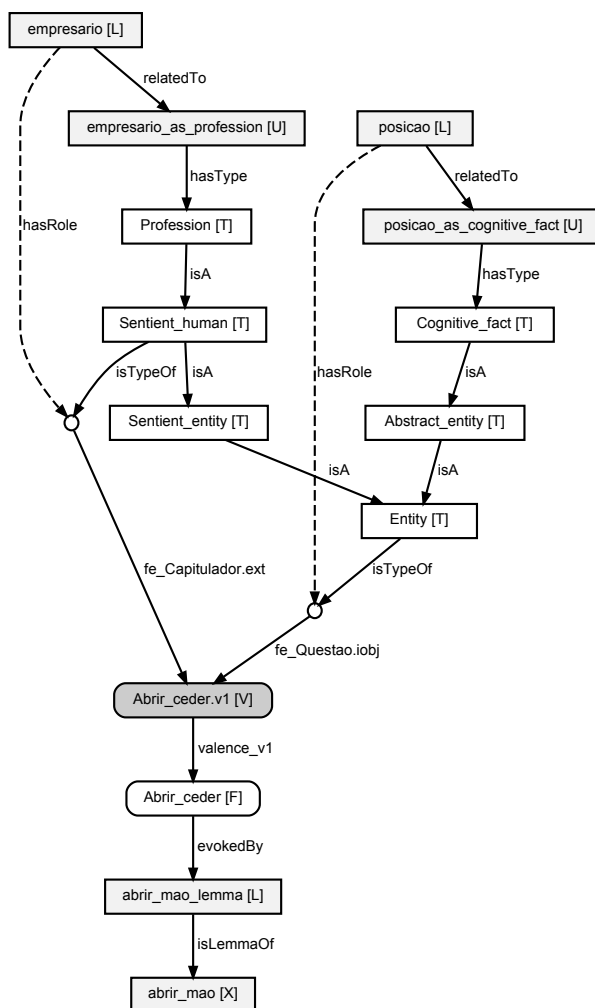 empresario [L]
relatedTo
empresario_as_profession [U]
posicao [L]
hasType
relatedTo
hasRole
Profession [T]
posicao_as_cognitive_fact [U]
isA
hasType
Sentient_human [T]
Cognitive_fact [T]
isTypeOf
isA
hasRole
isA
Sentient_entity [T]
Abstract_entity [T]
isA
isA
Entity [T]
fe_Capitulador.ext
isTypeOf
fe_Questao.iobj
Abrir_ceder.v1 [V]
valence_v1
Abrir_ceder [F]
evokedBy
abrir_mao_lemma [L]
isLemmaOf
abrir_mao [X]